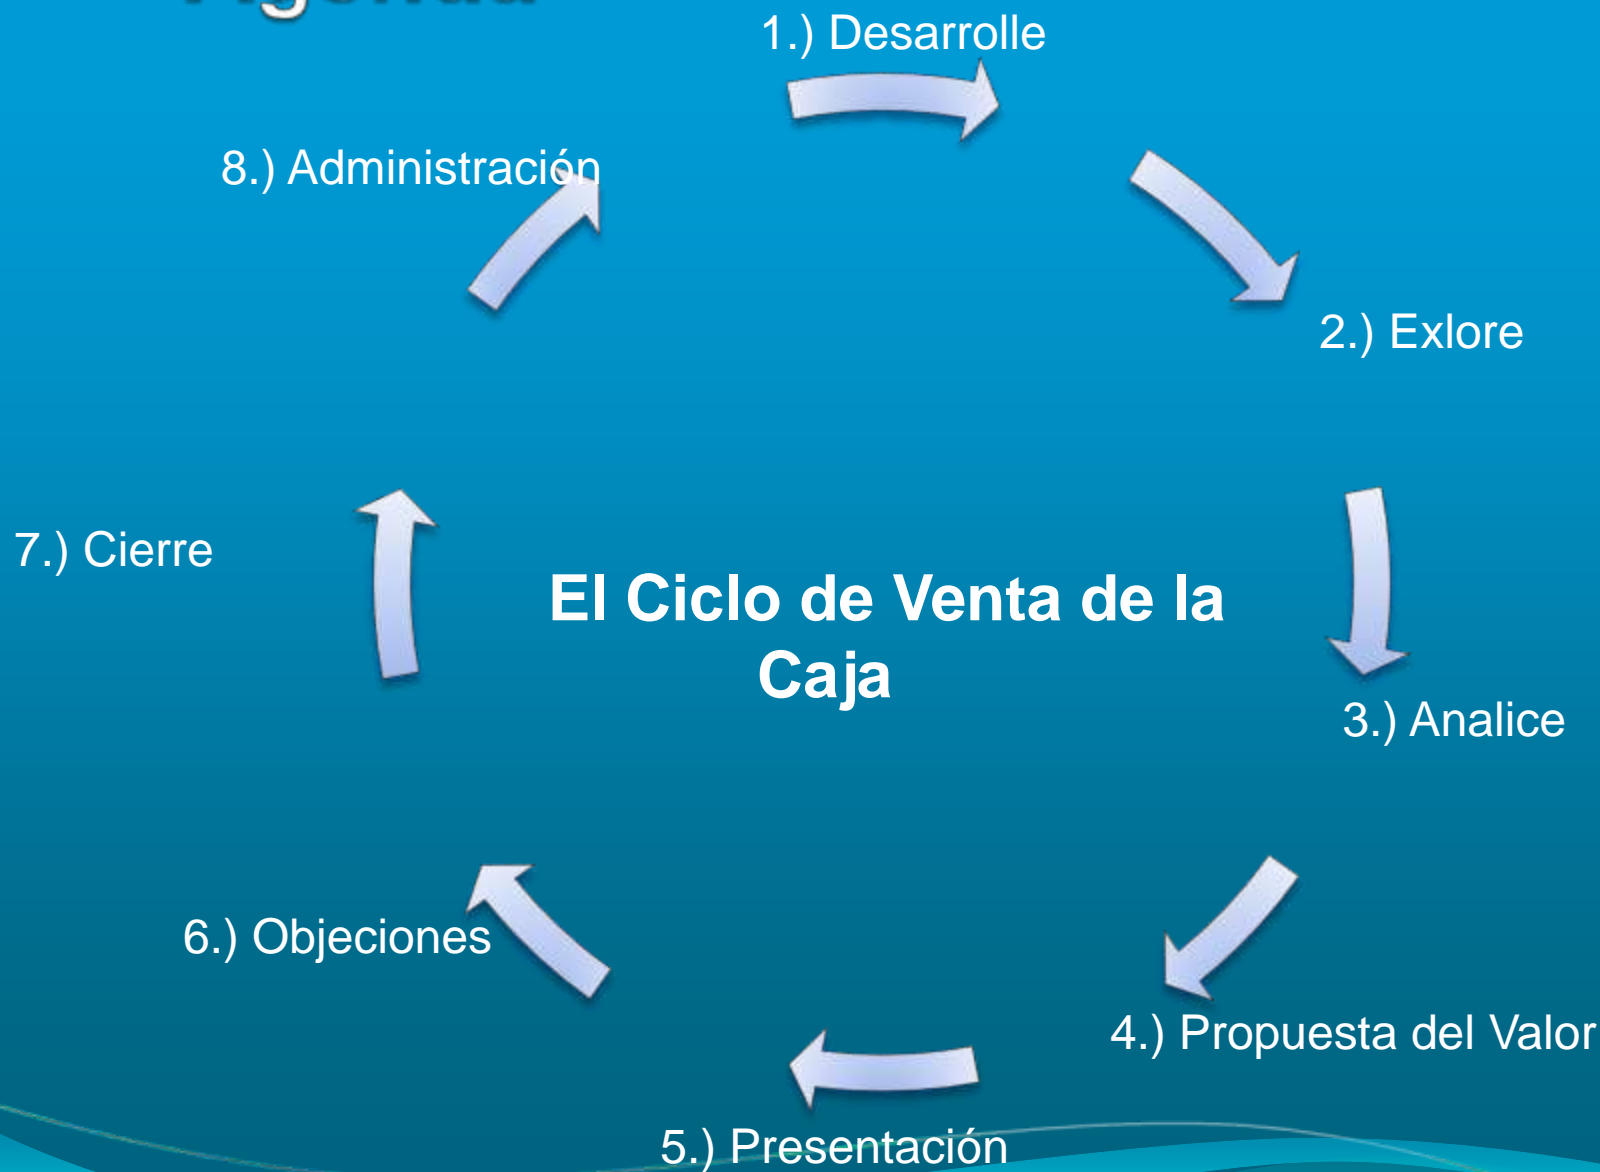 1.) Desarrolle
8.) Administración
2.) Exlore
7.) Cierre
El Ciclo de Venta de la
Caja
3.) Analice
6.) Objeciones
4.) Propuesta del Valor
5.) Presentación